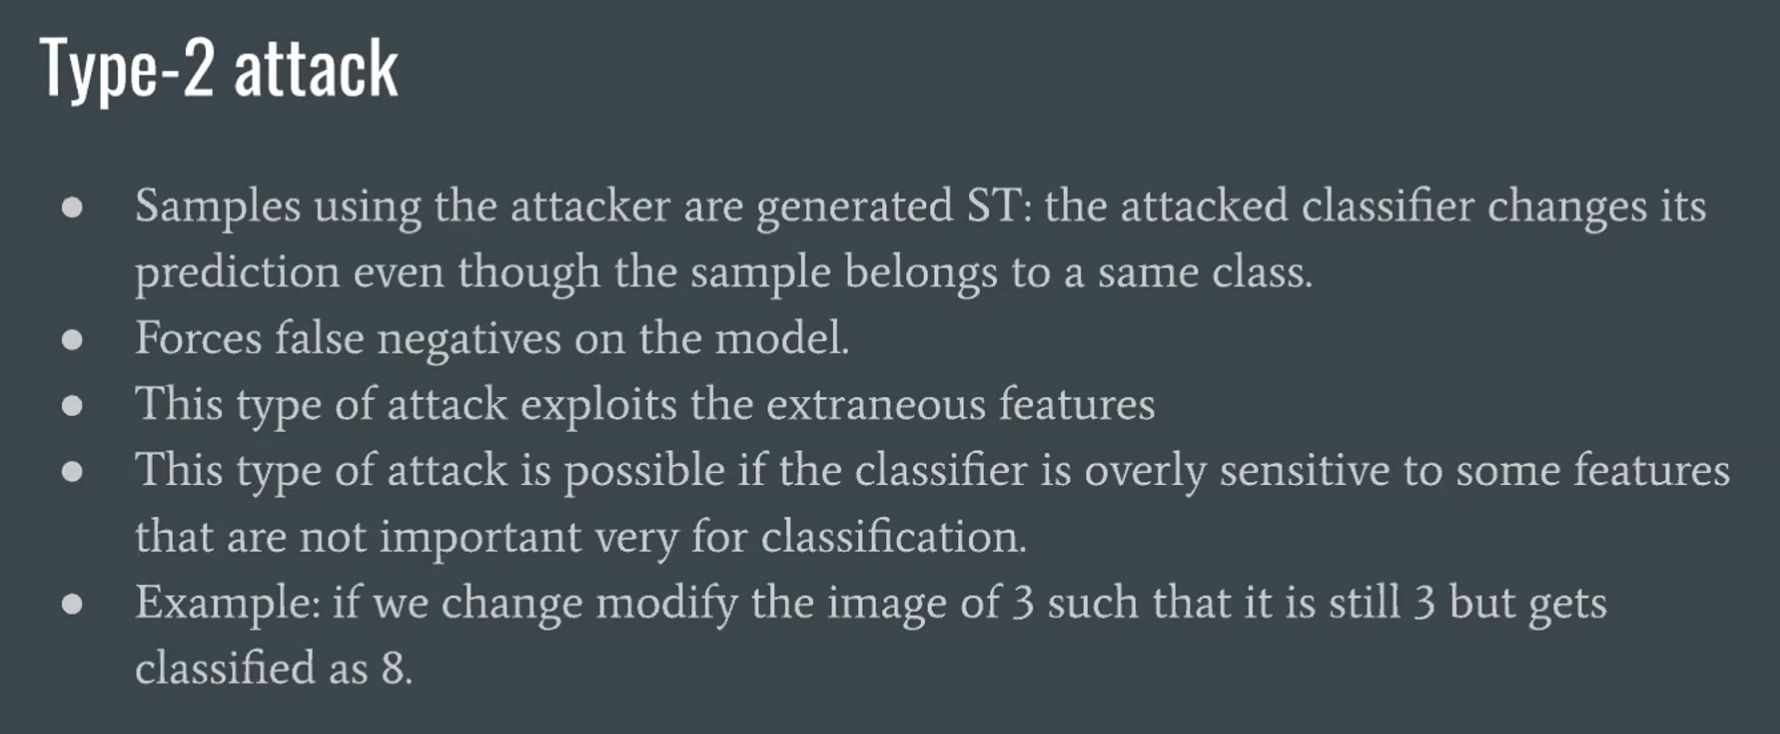 Type-2 attack
● Samples using the attacker are generated ST: the attacked classifier changes its
prediction even though the sample belongs to a same class.
● Forces false negatives on the model.
● This type of attack exploits the extraneous features
● This type of attack is possible if the classifier is overly sensitive to some features
that are not important very for classification.
● Example: if we change modify the image of 3 such that it is still 3 but gets
classified as 8.